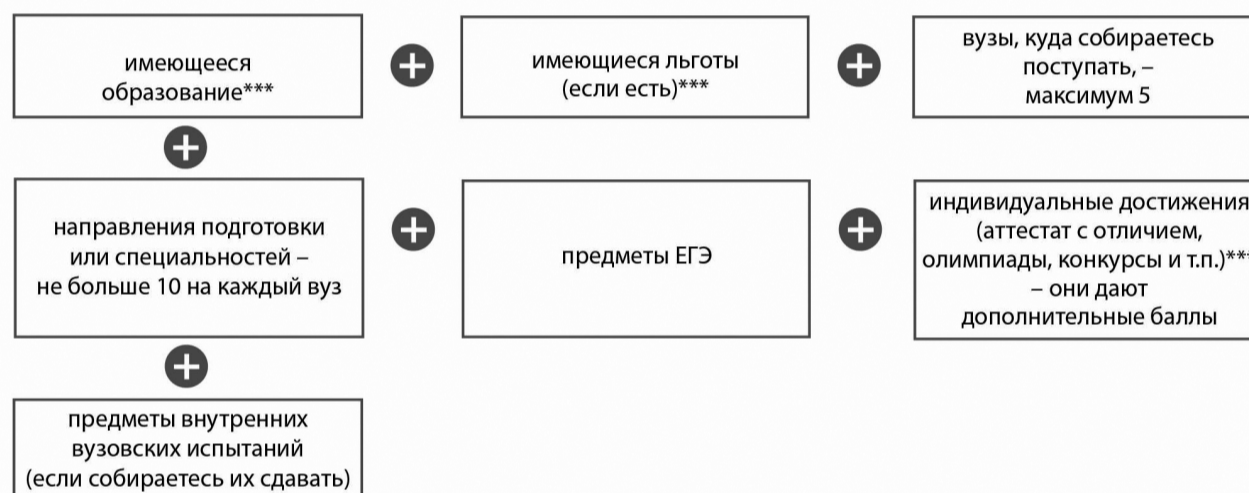 имеющееся
образование***
имеющиеся льготы
(если есть)***
вузы, куда собираетесь
поступать, –
максимум 5
направления подготовки
или специальностей –
не больше 10 на каждый вуз
предметы ЕГЭ
индивидуальные достижения
(аттестат с отличием,
олимпиады, конкурсы и т.п.)***
– они дают
дополнительные баллы
предметы внутренних
вузовских испытаний
(если собираетесь их сдавать)